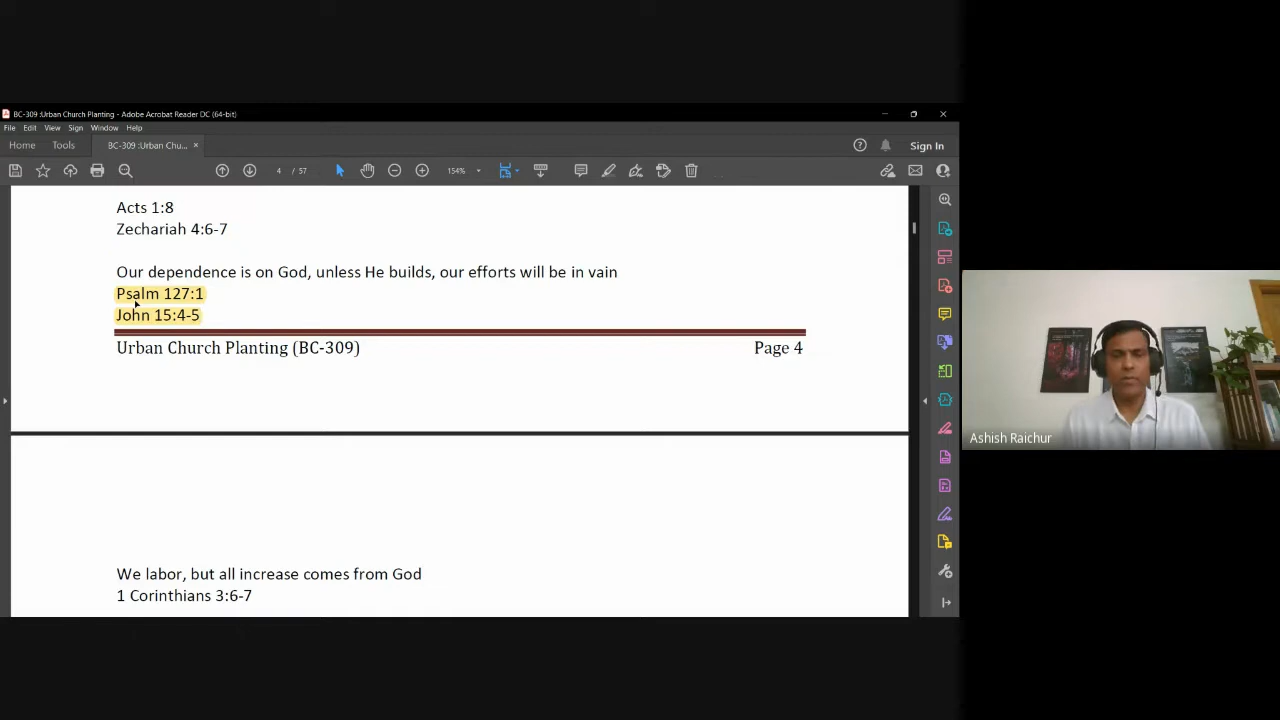 BC-309 :Urban Church Planting - Adobe Acrobat Reader DC (64-bit)
File Edit View Sign Window Help
Home Tools BC-309 :Urban Chu... × Sign In
4 / 57 154%
Acts 1:8
Zechariah 4:6-7
Our dependence is on God, unless He builds, our efforts will be in vain
Psalm 127:1
John 15:4-5
Urban Church Planting (BC-309) Page 4
We labor, but all increase comes from God
1 Corinthians 3:6-7
Ashish Raichur